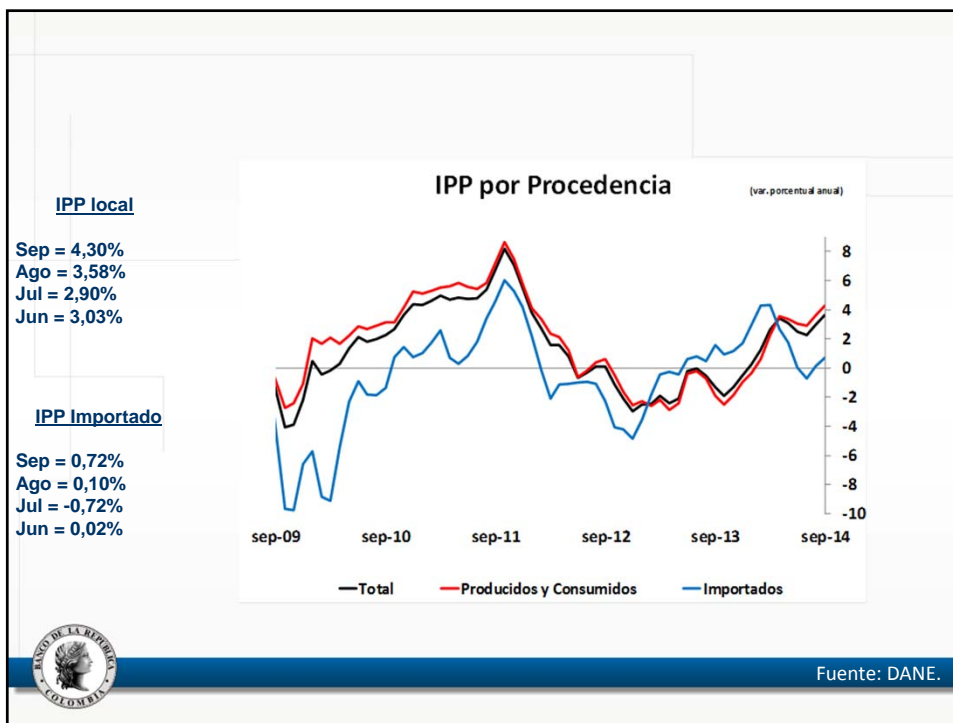 IPP por Procedencia
(var. porcentual anual)
IPP local
Sep = 4,30%
Ago = 3,58%
Jul = 2,90%
Jun = 3,03%
IPP Importado
Sep = 0,72%
Ago = 0,10%
Jul = -0,72%
Jun = 0,02%
8
6
4
2
0
-2
-4
-6
-8
-10
sep-09 sep-10 sep-11 sep-12 sep-13 sep-14
Total Producidos y Consumidos Importados
BANCO DE LA REPUBLICA
COLOMBIA
Fuente: DANE.